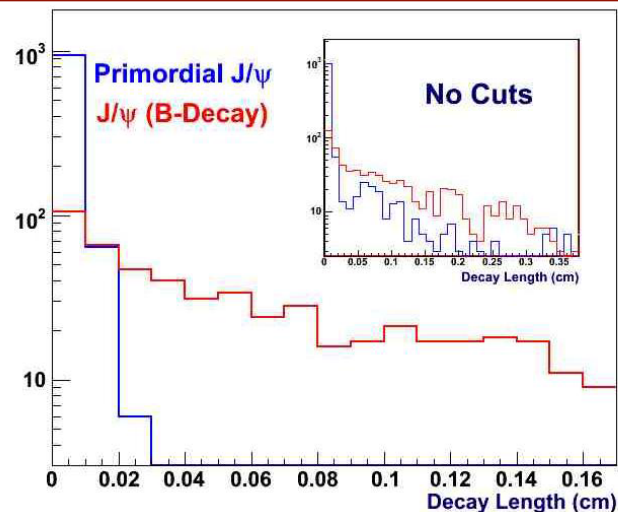 10³
10²
10
Primordial J/ψ
J/ψ (B-Decay)
No Cuts
10³
10²
10
0 0.05 0.1 0.15 0.2 0.25 0.3 0.35
Decay Length (cm)
0 0.02 0.04 0.06 0.08 0.1 0.12 0.14 0.16
Decay Length (cm)